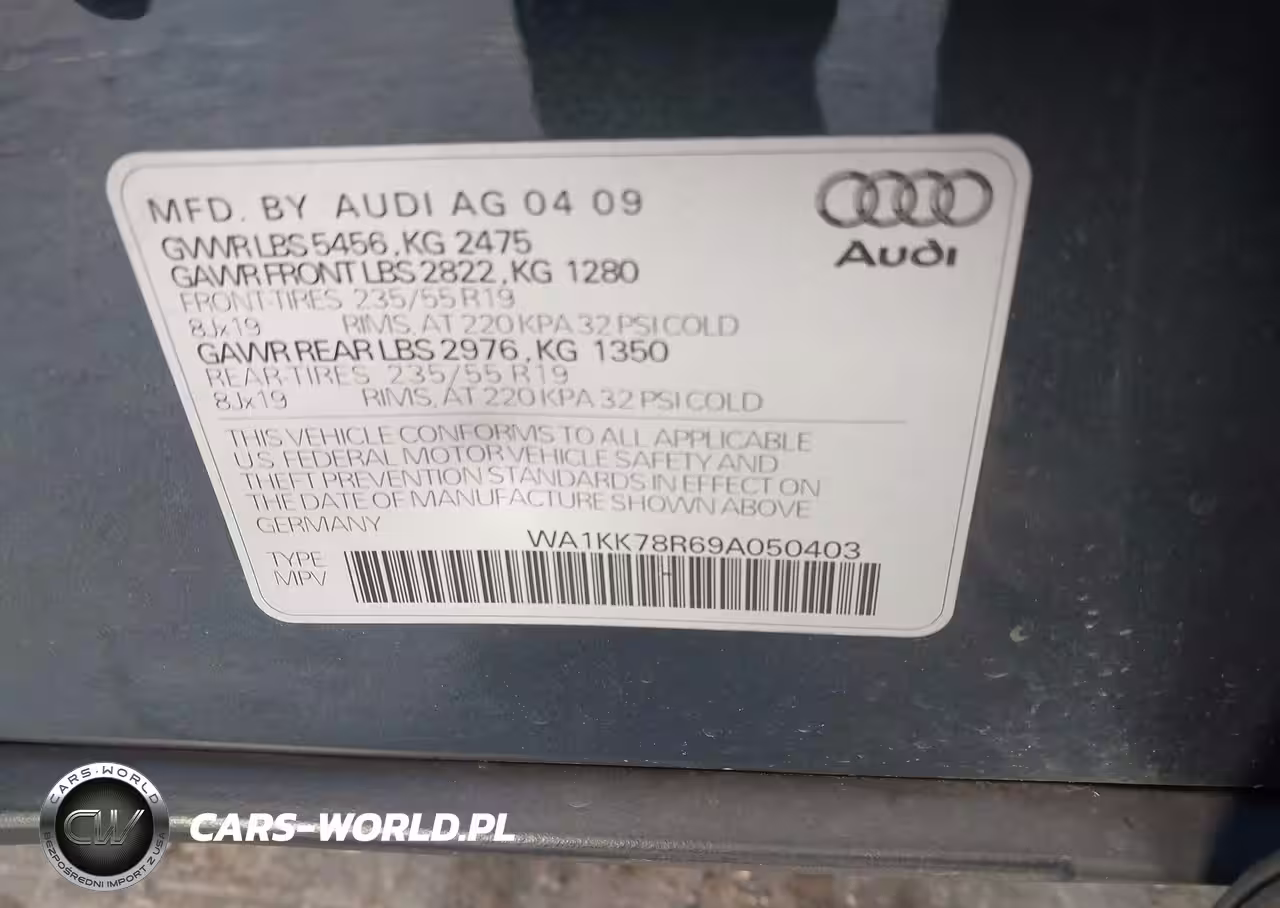 MFD. BY AUDI AG 04 09
GVWR LBS 5456, KG 2475
GAWR FRONT LBS 2822, KG 1280
FRONT-TIRES 235/55 R19
8Jx19 RIMS, AT 220 KPA 32 PSI COLD
GAWR REAR LBS 2976, KG 1350
REAR-TIRES 235/55 R19
8Jx19 RIMS, AT 220 KPA 32 PSI COLD
Audi
THIS VEHICLE CONFORMS TO ALL APPLICABLE
U.S. FEDERAL MOTOR VEHICLE SAFETY AND
THEFT PREVENTION STANDARDS IN EFFECT ON
THE DATE OF MANUFACTURE SHOWN ABOVE
GERMANY
WA1KK78R69A050403
TYPE
MPV
CARS-WORLD
CW
BEZPOŚREDNI IMPORT Z USA
CARS-WORLD.PL